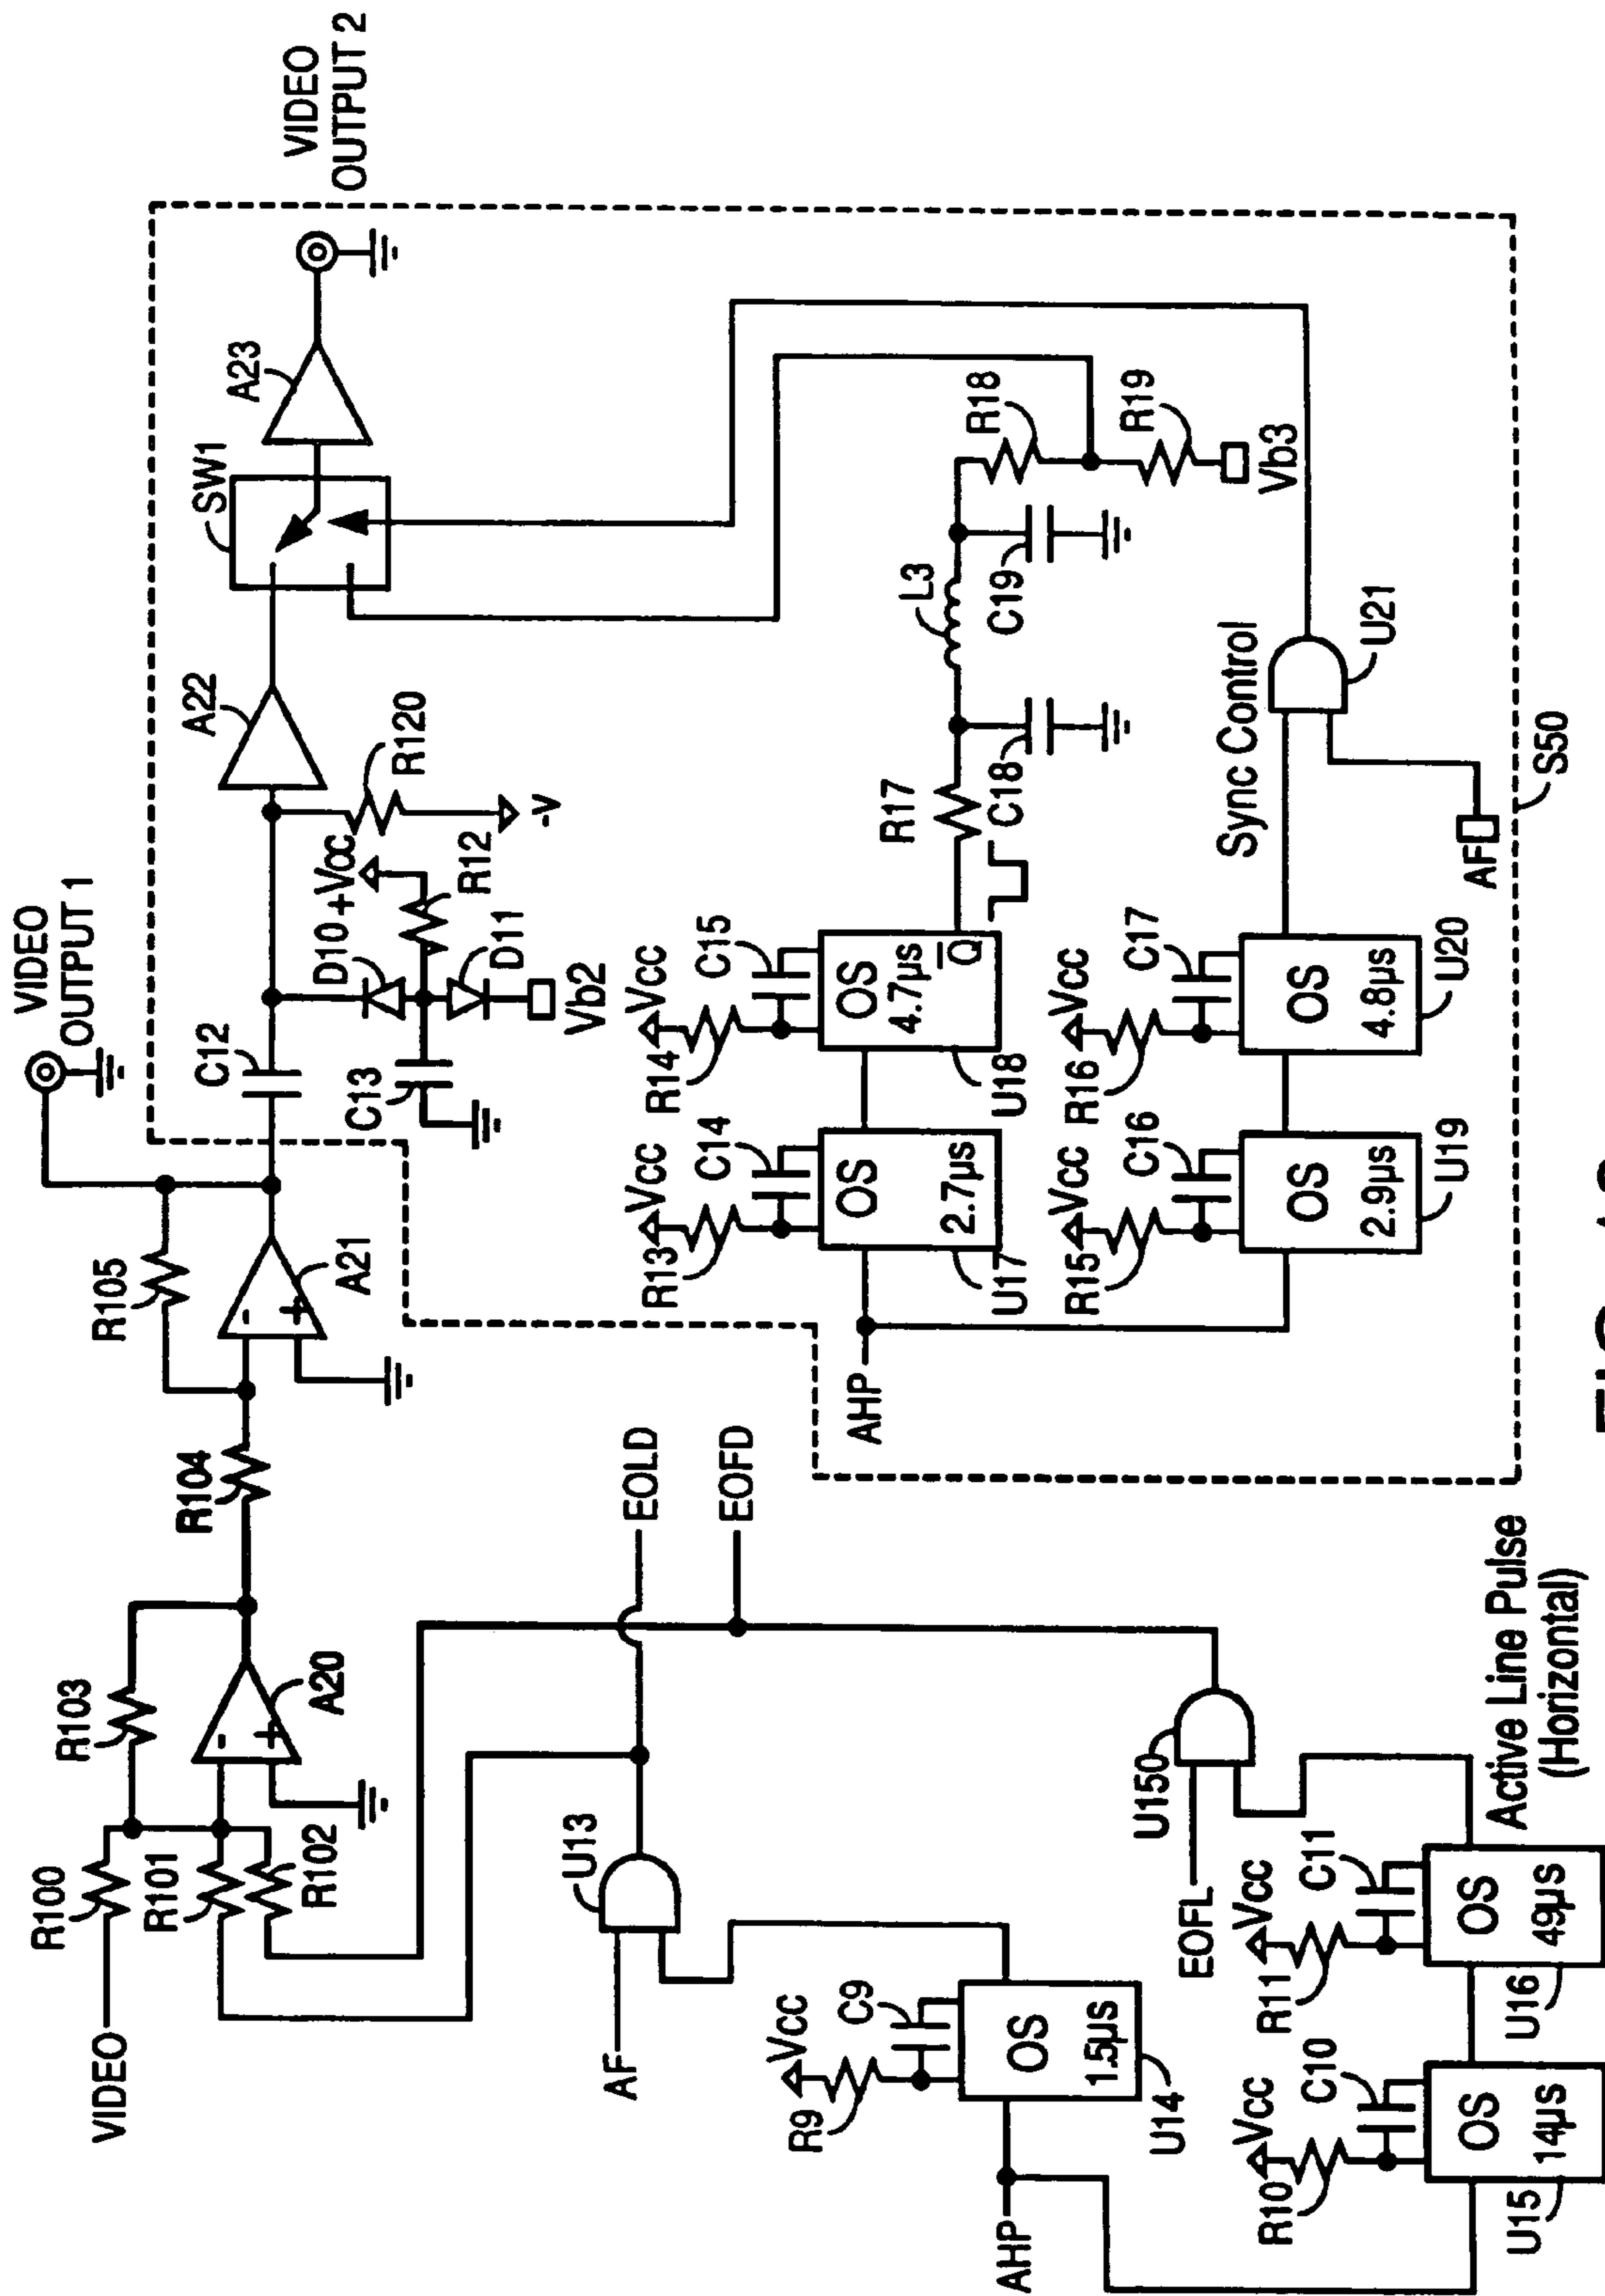 VIDEO
OUTPUT 1
VIDEO
OUTPUT 2
VIDEO
R100
R101
R102
R103
A20
R104
R105
A21
-
+
-
+
C12
C13
D10
+Vcc
D11
R12
Vb2
R120
-V
A22
SW1
A23
EOLD
EOFD
AF
U13
AHP
Vcc
R9
C9
OS
1.5µs
U14
EOFL
U150
Vcc
R10
C10
OS
14µs
U15
Vcc
R11
C11
OS
49µs
U16
Active Line Pulse
(Horizontal)
AHP
Vcc
R13
C14
OS
2.7µs
U17
Vcc
R14
C15
OS
4.7µs
Q
U18
R17
C18
L3
C19
R18
R19
Vb3
Vcc
R15
C16
OS
2.9µs
U19
Vcc
R16
C17
OS
4.8µs
U20
Sync Control
AF
U21
S50